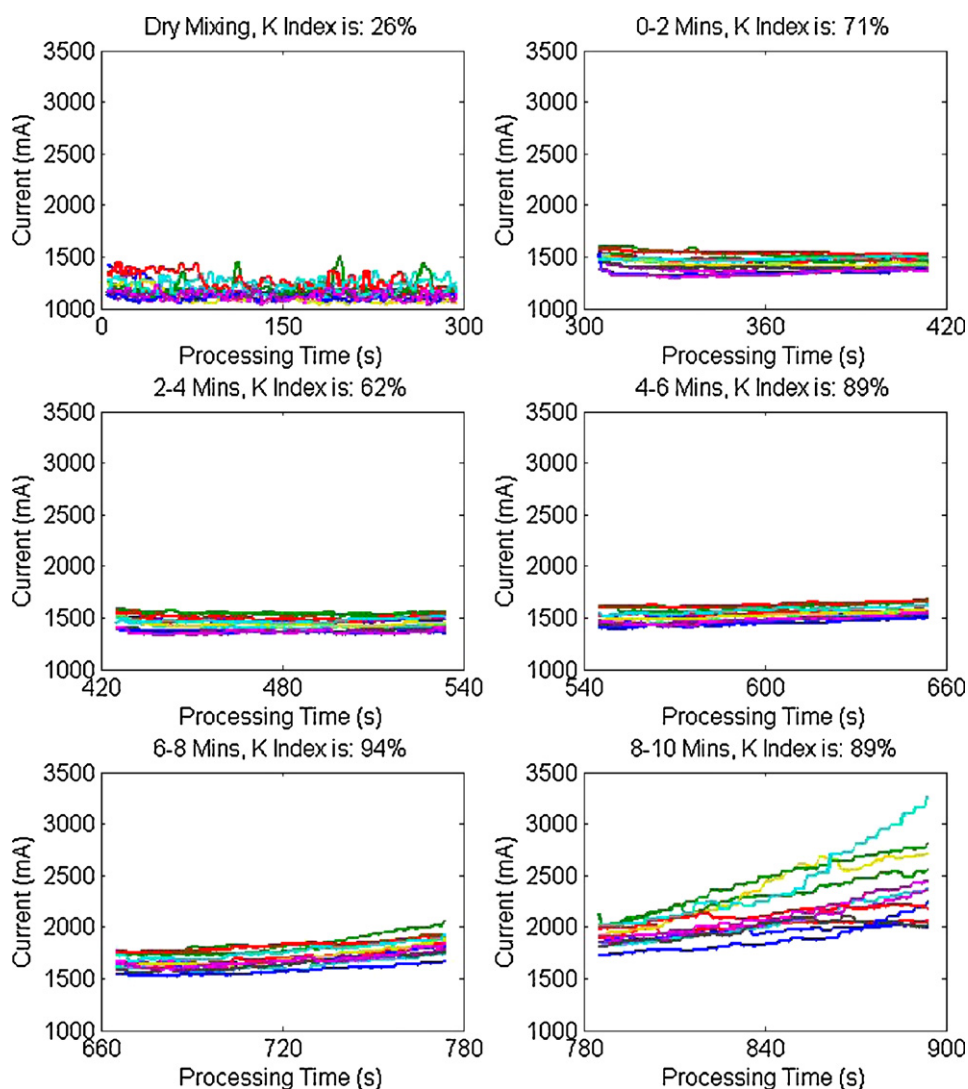 Dry Mixing, K Index is: 26%
3500
3000
2500
2000
1500
1000
Current (mA)
0 150 300
Processing Time (s)
0-2 Mins, K Index is: 71%
3500
3000
2500
2000
1500
1000
Current (mA)
300 360 420
Processing Time (s)
2-4 Mins, K Index is: 62%
3500
3000
2500
2000
1500
1000
Current (mA)
420 480 540
Processing Time (s)
4-6 Mins, K Index is: 89%
3500
3000
2500
2000
1500
1000
Current (mA)
540 600 660
Processing Time (s)
6-8 Mins, K Index is: 94%
3500
3000
2500
2000
1500
1000
Current (mA)
660 720 780
Processing Time (s)
8-10 Mins, K Index is: 89%
3500
3000
2500
2000
1500
1000
Current (mA)
780 840 900
Processing Time (s)